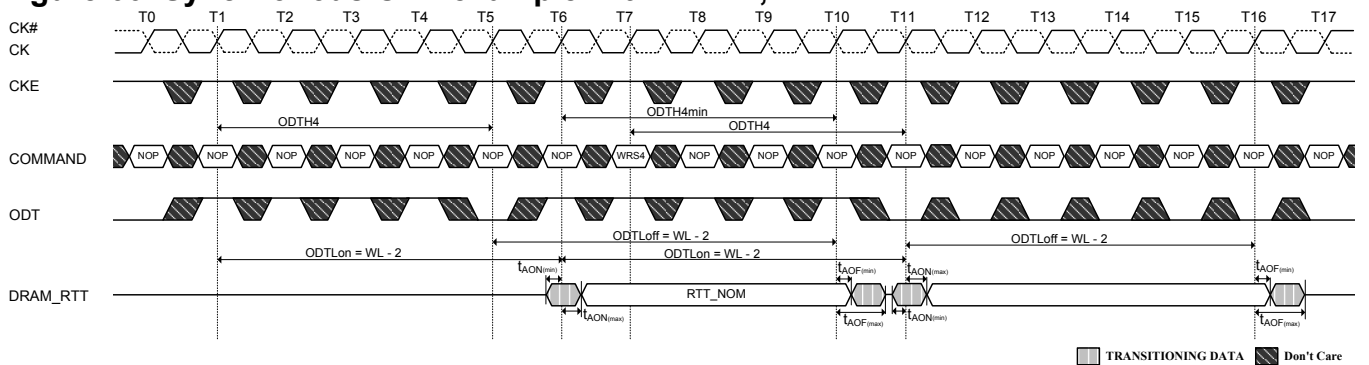 Figure Synchronous example
T0 T1 T2 T3 T4 T5 T6 T7 T8 T9 T10 T11 T12 T13 T14 T15 T16 T17
CK#
CK
CKE
ODTH4min
ODTH4 ODTH4
COMMAND NOP NOP NOP NOP NOP NOP NOP WRS4 NOP NOP NOP NOP NOP NOP NOP NOP NOP NOP
ODT
ODTLoff = WL - 2 ODTLoff = WL - 2
ODTLon = WL - 2 ODTLon = WL - 2
tAON(min) tAOF(min) tAON(max) tAOF(min)
DRAM_RTT RTT_NOM
tAON(max) tAOF(max) tAON(min) tAOF(max)
TRANSITIONING DATA Don't Care